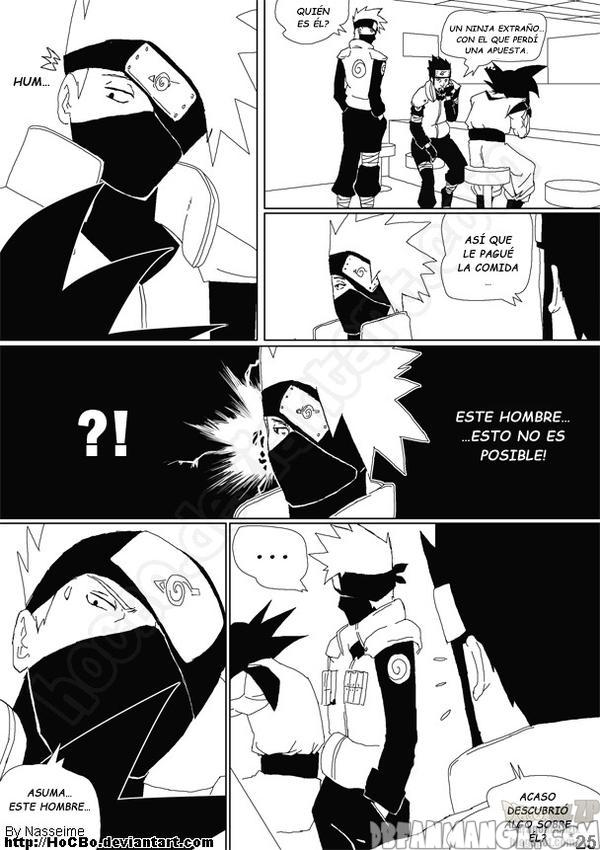 HUM...
QUIÉN
ES ÉL?
UN NINJA EXTRAÑO...
CON EL QUE PERDÍ
UNA APUESTA.
ASÍ QUE
LE PAGUÉ
LA COMIDA
...
?!
ESTE HOMBRE...
...ESTO NO ES
POSIBLE!
...
ASUMA...
ESTE HOMBRE...
ACASO
DESCUBRIÓ
ALGO SOBRE
ÉL?
By Nasseime
http://HoCBo.deviantart.com
25